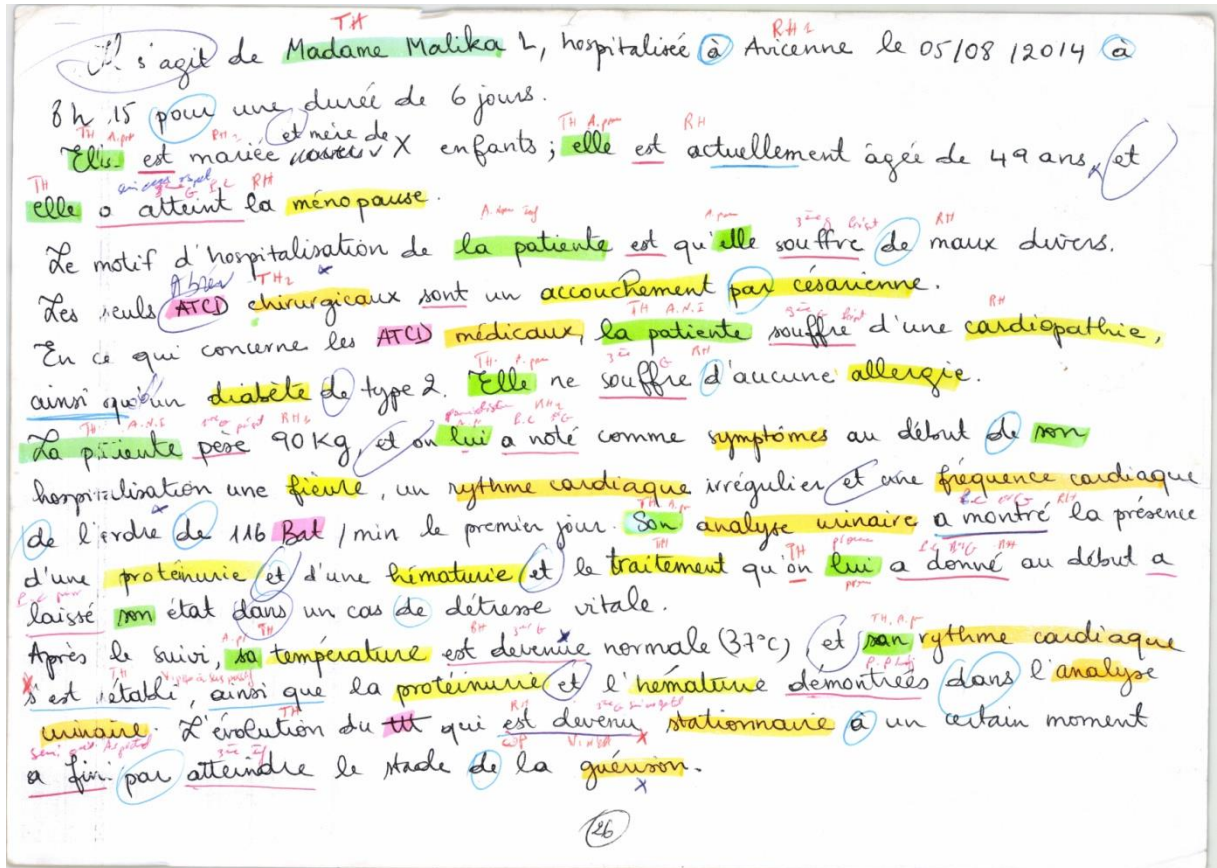 Il s'agit de Madame Malika L, hospitalisée à Avicenne le 05/08/2014 à
8h 15 pour une durée de 6 jours.
Elle est mariée et mère de X enfants ; elle est actuellement agée de 49 ans, et
elle a atteint la ménopause.
Le motif d'hospitalisation de la patiente est qu'elle souffre de maux divers.
Les seuls ATCD chirurgicaux sont un accouchement par césarienne.
En ce qui concerne les ATCD médicaux, la patiente souffre d'une cardiopathie,
ainsi qu'un diabète de type 2. Elle ne souffre d'aucune allergie.
La patiente pèse 90 Kg, et on lui a noté comme symptômes au début de son
hospitalisation une fièvre, un rythme cardiaque irrégulier et une fréquence cardiaque
de l'ordre de 116 Bat/min le premier jour. Son analyse urinaire a montré la présence
d'une protéinurie et d'une hématurie et le traitement qu'on lui a donné au début a
laissé son état dans un cas de détresse vitale.
Après le suivi, sa température est devenue normale (37°C) et son rythme cardiaque
s'est rétabli, ainsi que la protéinurie et l'hématurie démontrées dans l'analyse
urinaire. L'évolution du ttt qui est devenu stationnaire à un certain moment
a fini par atteindre le stade de la guérison.
26